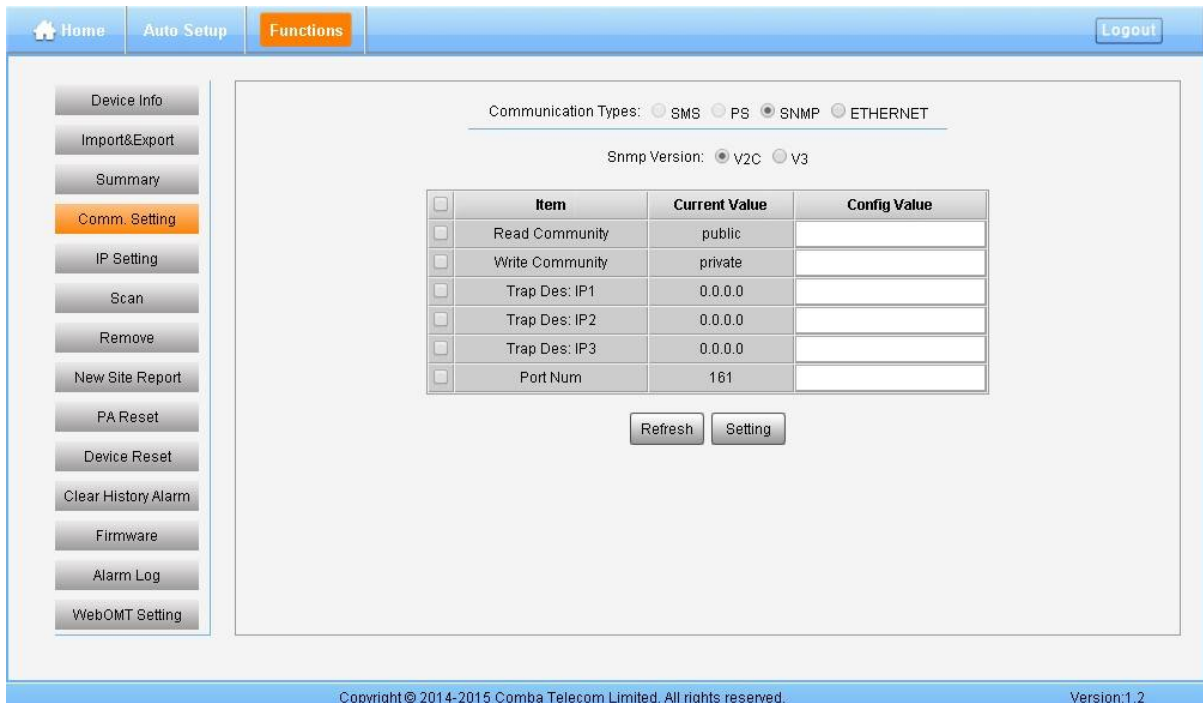 Home Auto Setup Functions Logout
Device Info
Import&Export
Summary
Comm. Setting
IP Setting
Scan
Remove
New Site Report
PA Reset
Device Reset
Clear History Alarm
Firmware
Alarm Log
WebOMT Setting
Communication Types: SMS PS SNMP ETHERNET
Snmp Version: V2C V3
Item Current Value Config Value
Read Community public
Write Community private
Trap Des: IP1 0.0.0.0
Trap Des: IP2 0.0.0.0
Trap Des: IP3 0.0.0.0
Port Num 161
Refresh Setting
Copyright © 2014-2015 Comba Telecom Limited. All rights reserved. Version:1.2